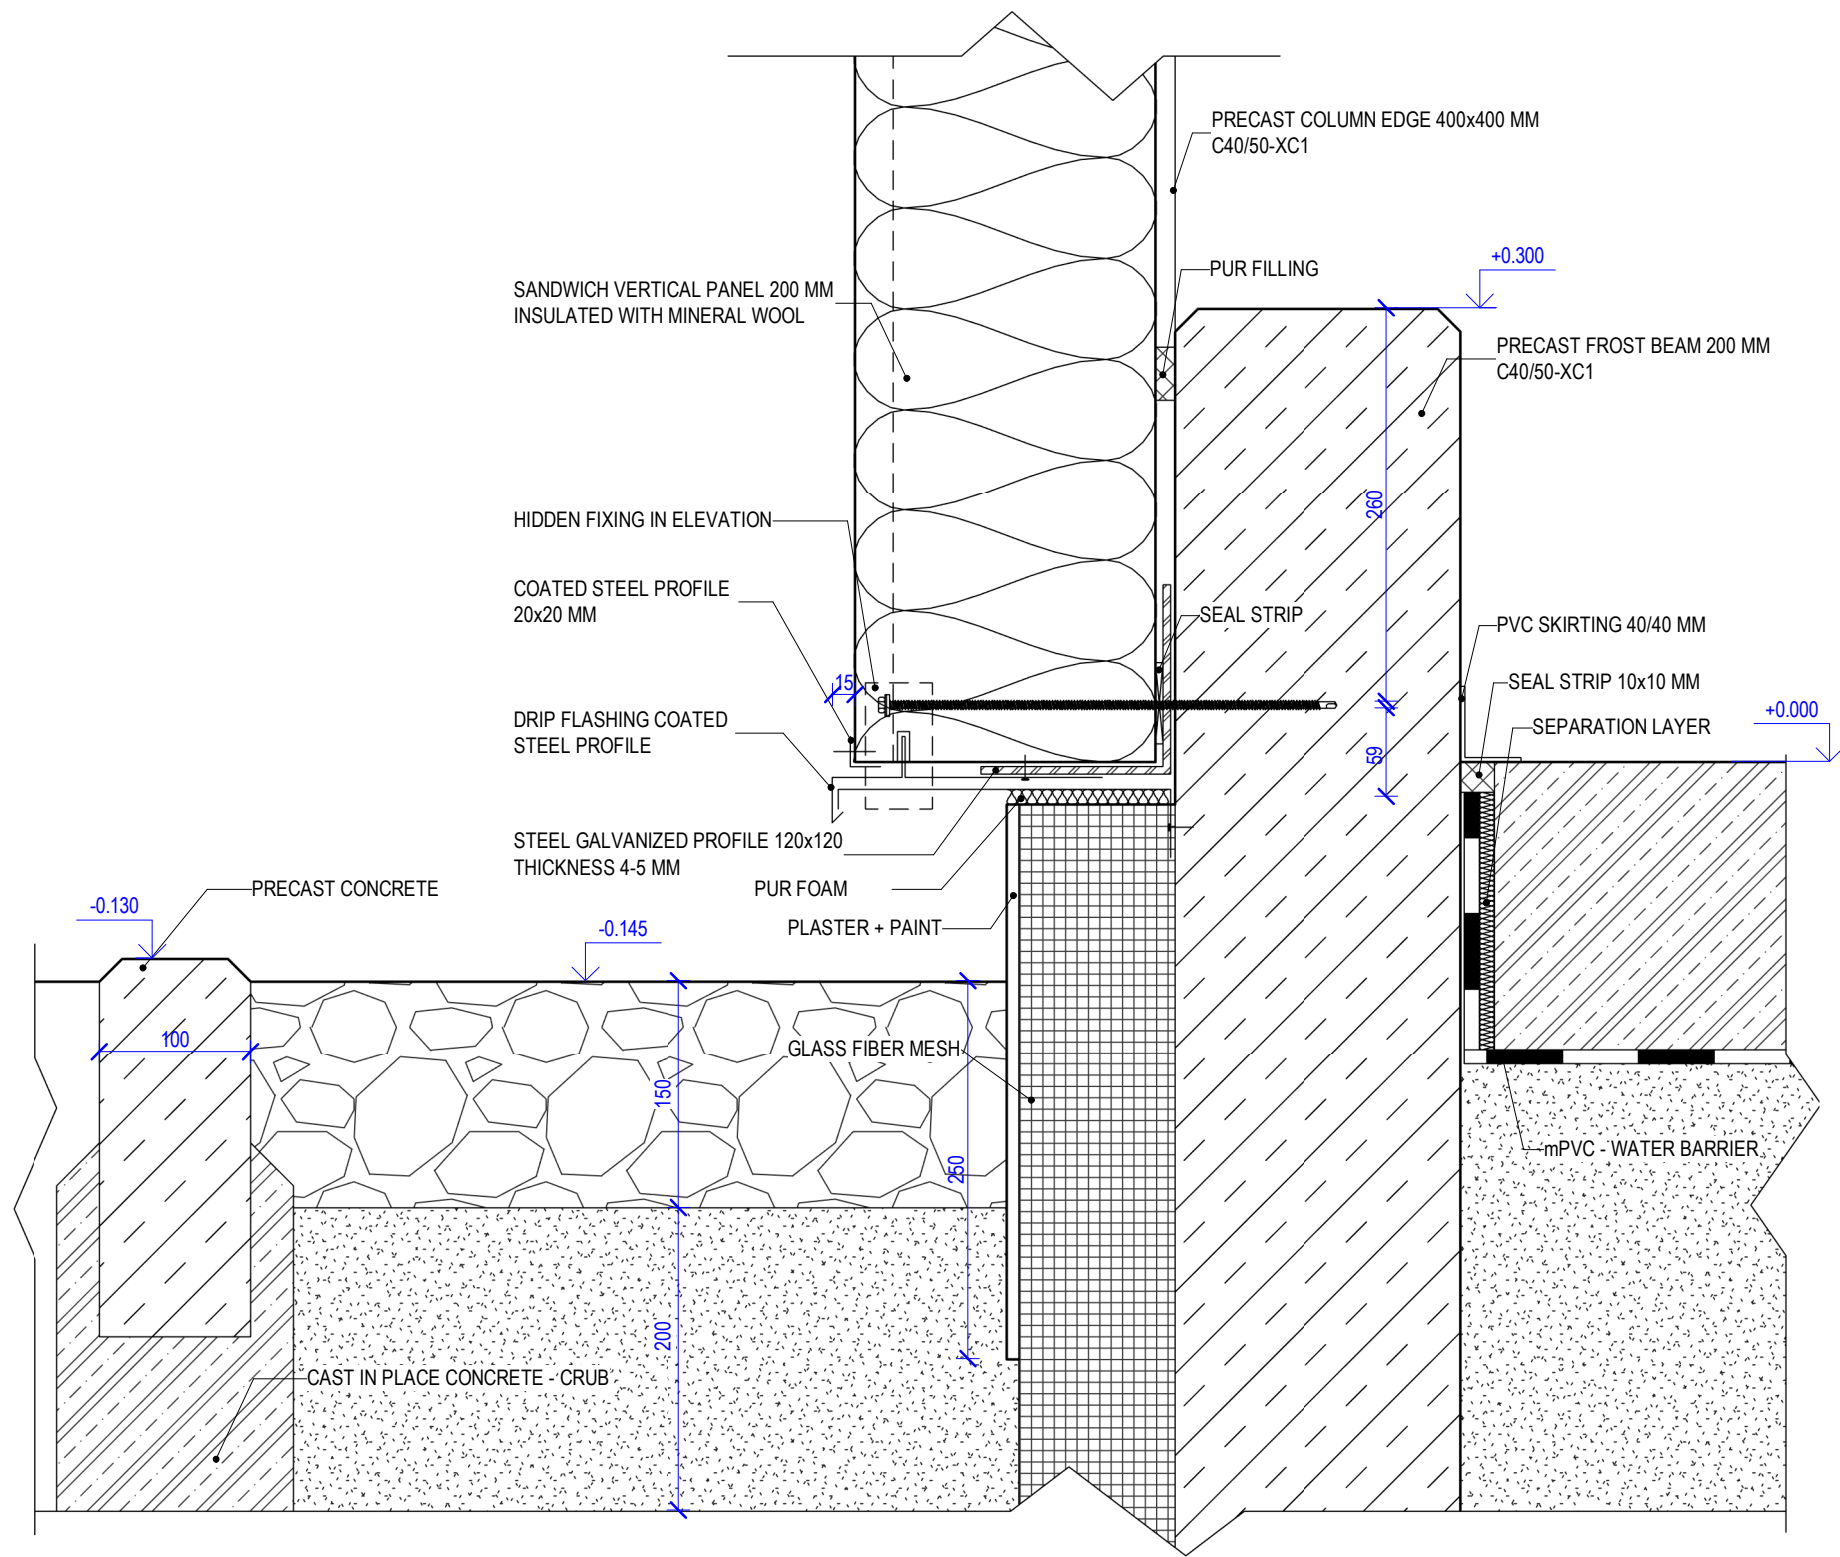 PRECAST COLUMN EDGE 400x400 MM
C40/50-XC1
+0.300
PUR FILLING
SANDWICH VERTICAL PANEL 200 MM
INSULATED WITH MINERAL WOOL
PRECAST FROST BEAM 200 MM
C40/50-XC1
260
HIDDEN FIXING IN ELEVATION
COATED STEEL PROFILE
20x20 MM
SEAL STRIP
PVC SKIRTING 40/40 MM
15
SEAL STRIP 10x10 MM
DRIP FLASHING COATED
STEEL PROFILE
SEPARATION LAYER
+0.000
59
STEEL GALVANIZED PROFILE 120x120
THICKNESS 4-5 MM
PUR FOAM
PRECAST CONCRETE
-0.130
PLASTER + PAINT
-0.145
100
GLASS FIBER MESH
150
250
mPVC - WATER BARRIER
200
CAST IN PLACE CONCRETE - CRUB